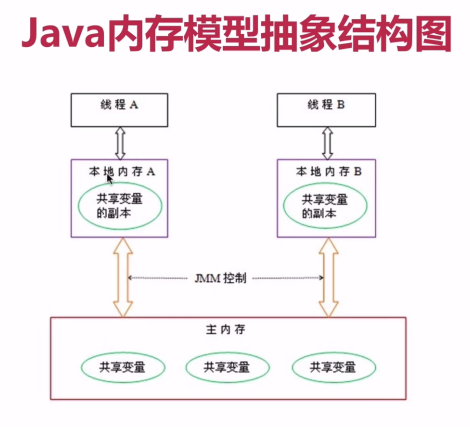 Java内存模型抽象结构图
线程 A
线程 B
本地内存 A
本地内存 B
共享变量
的副本
共享变量
的副本
JMM 控制
主内存
共享变量
共享变量
共享变量